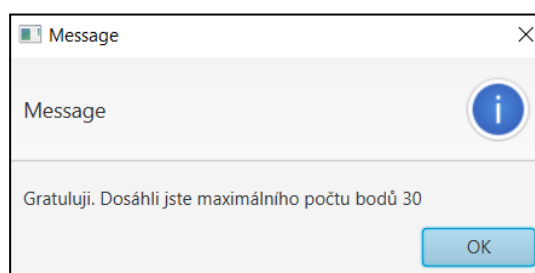 Message
Message
Gratuluji. Dosáhli jste maximálního počtu bodů 30
OK